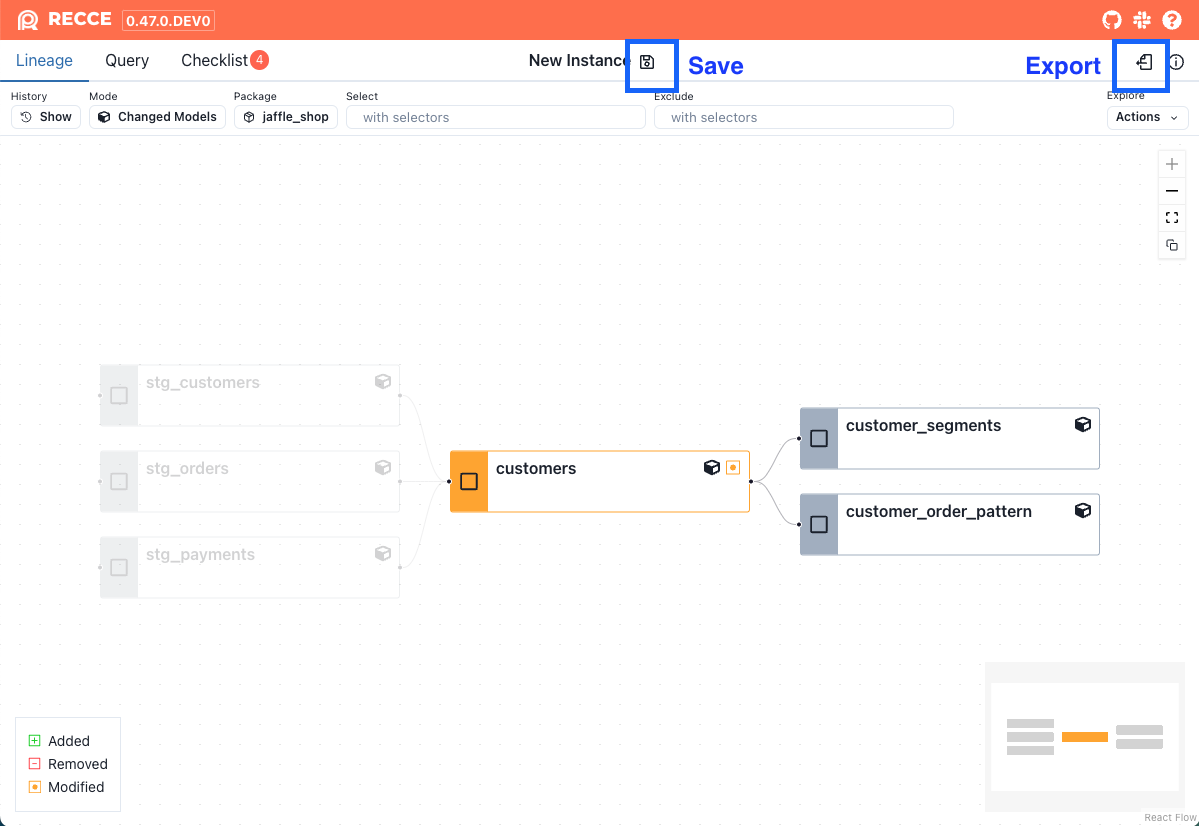 RECCE 0.47.0.DEV0
Lineage Query Checklist 4 New Instance Save Export
History Mode Package Select Exclude Explore
Show Changed Models jaffle_shop with selectors with selectors Actions
stg_customers
stg_orders
stg_payments
customers
customer_segments
customer_order_pattern
Added
Removed
Modified
React Flow